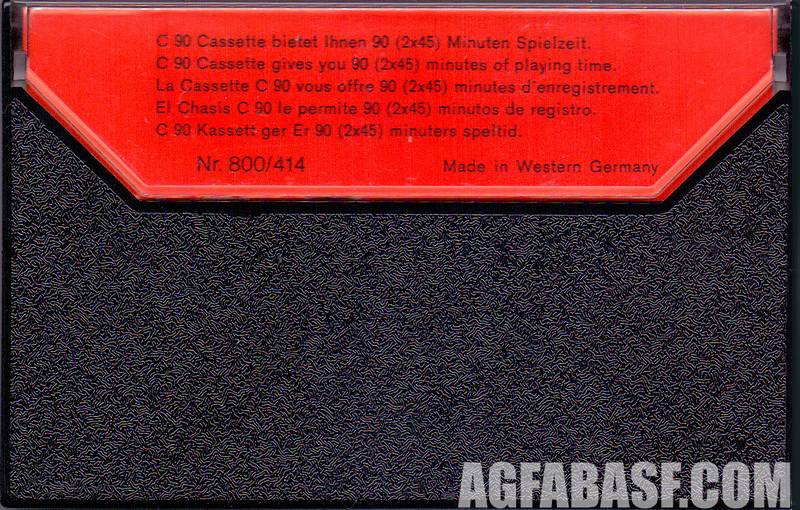 C 90 Cassette bietet Ihnen 90 (2x45) Minuten Spielzeit.
C 90 Cassette gives you 90 (2x45) minutes of playing time.
La Cassette C 90 vous offre 90 (2x45) minutes d'enregistrement.
El Chasis C 90 le permite 90 (2x45) minutos de registro.
C 90 Kassett ger Er 90 (2x45) minuters speltid.
Nr. 800/414 Made in Western Germany
AGFABASF.COM